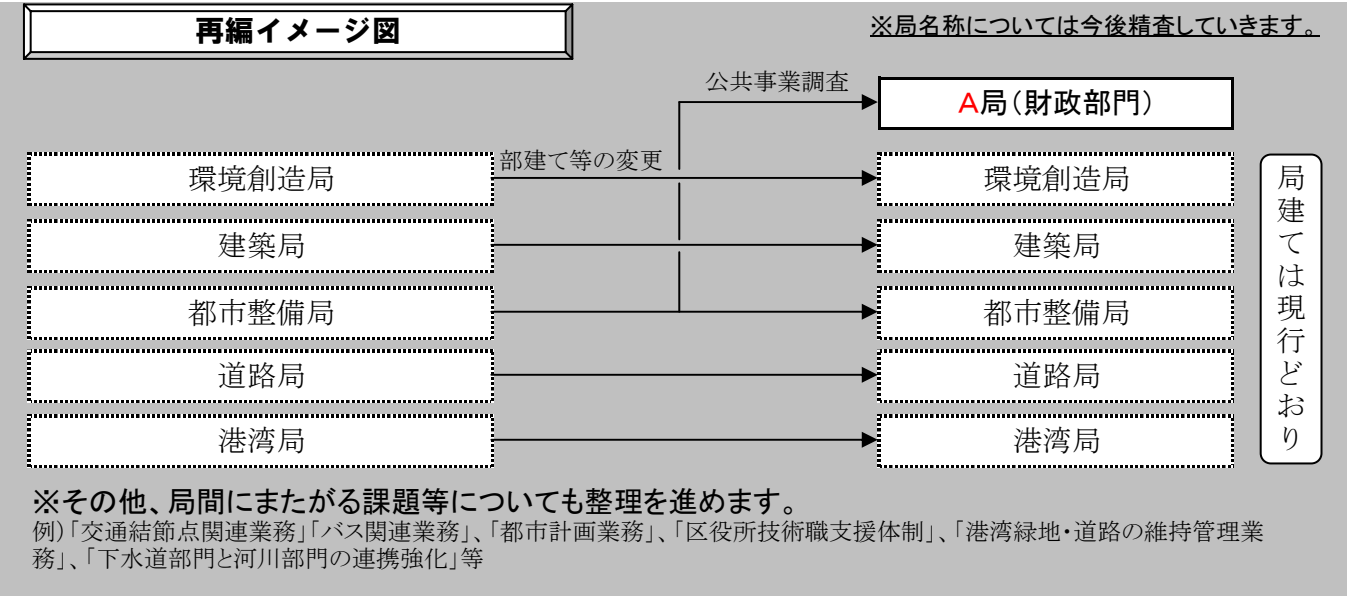 再編イメージ図
※局名称については今後精査していきます。
公共事業調査
A局(財政部門)
部建て等の変更
環境創造局
環境創造局
建築局
建築局
都市整備局
都市整備局
道路局
道路局
港湾局
港湾局
局建ては現行どおり
※その他、局間にまたがる課題等についても整理を進めます。
例)「交通結節点関連業務」「バス関連業務」、「都市計画業務」、「区役所技術職支援体制」、「港湾緑地・道路の維持管理業
務」、「下水道部門と河川部門の連携強化」等